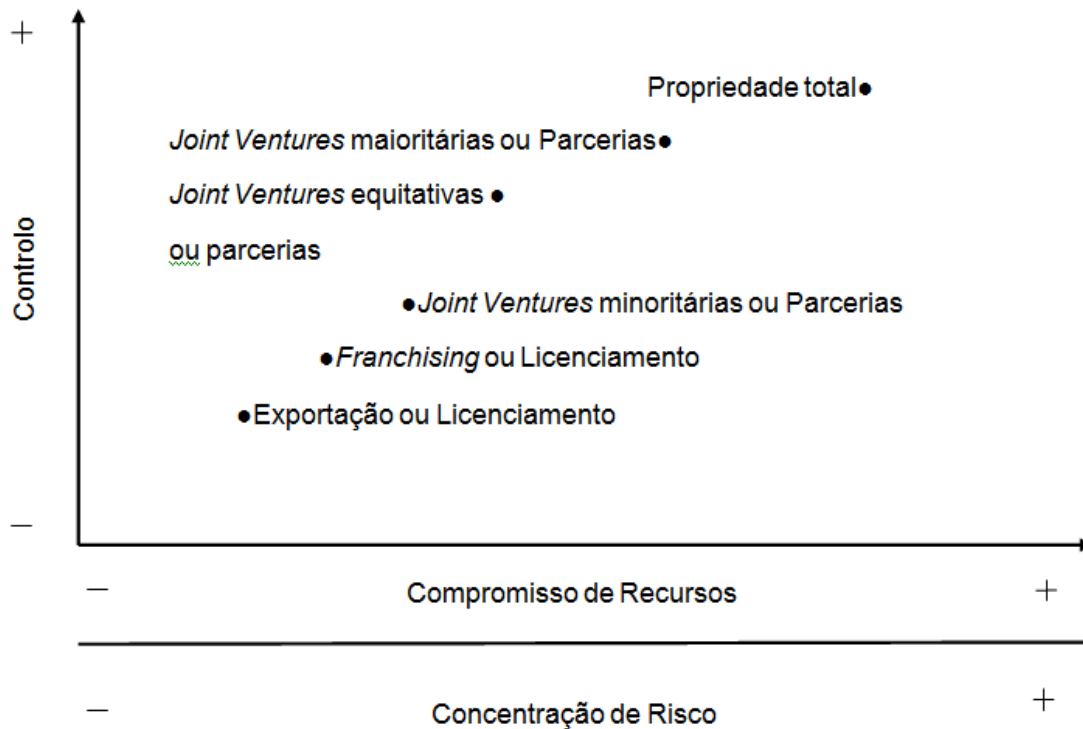 +
Propriedade total●
Joint Ventures maioritárias ou Parcerias●
Joint Ventures equitativas ●
ou parcerias
Controlo
●Joint Ventures minoritárias ou Parcerias
●Franchising ou Licenciamento
●Exportação ou Licenciamento
–
– Compromisso de Recursos +
– Concentração de Risco +